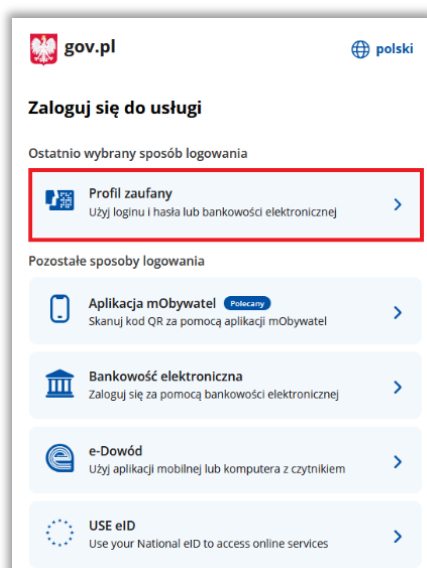 gov.pl
polski
Zaloguj się do usługi
Ostatnio wybrany sposób logowania
Profil zaufany
Użyj loginu i hasła lub bankowości elektronicznej
Pozostałe sposoby logowania
Aplikacja mObywatel Polecany
Skanuj kod QR za pomocą aplikacji mObywatel
Bankowość elektroniczna
Zaloguj się za pomocą bankowości elektronicznej
e-Dowód
Użyj aplikacji mobilnej lub komputera z czytnikiem
USE eID
Use your National eID to access online services